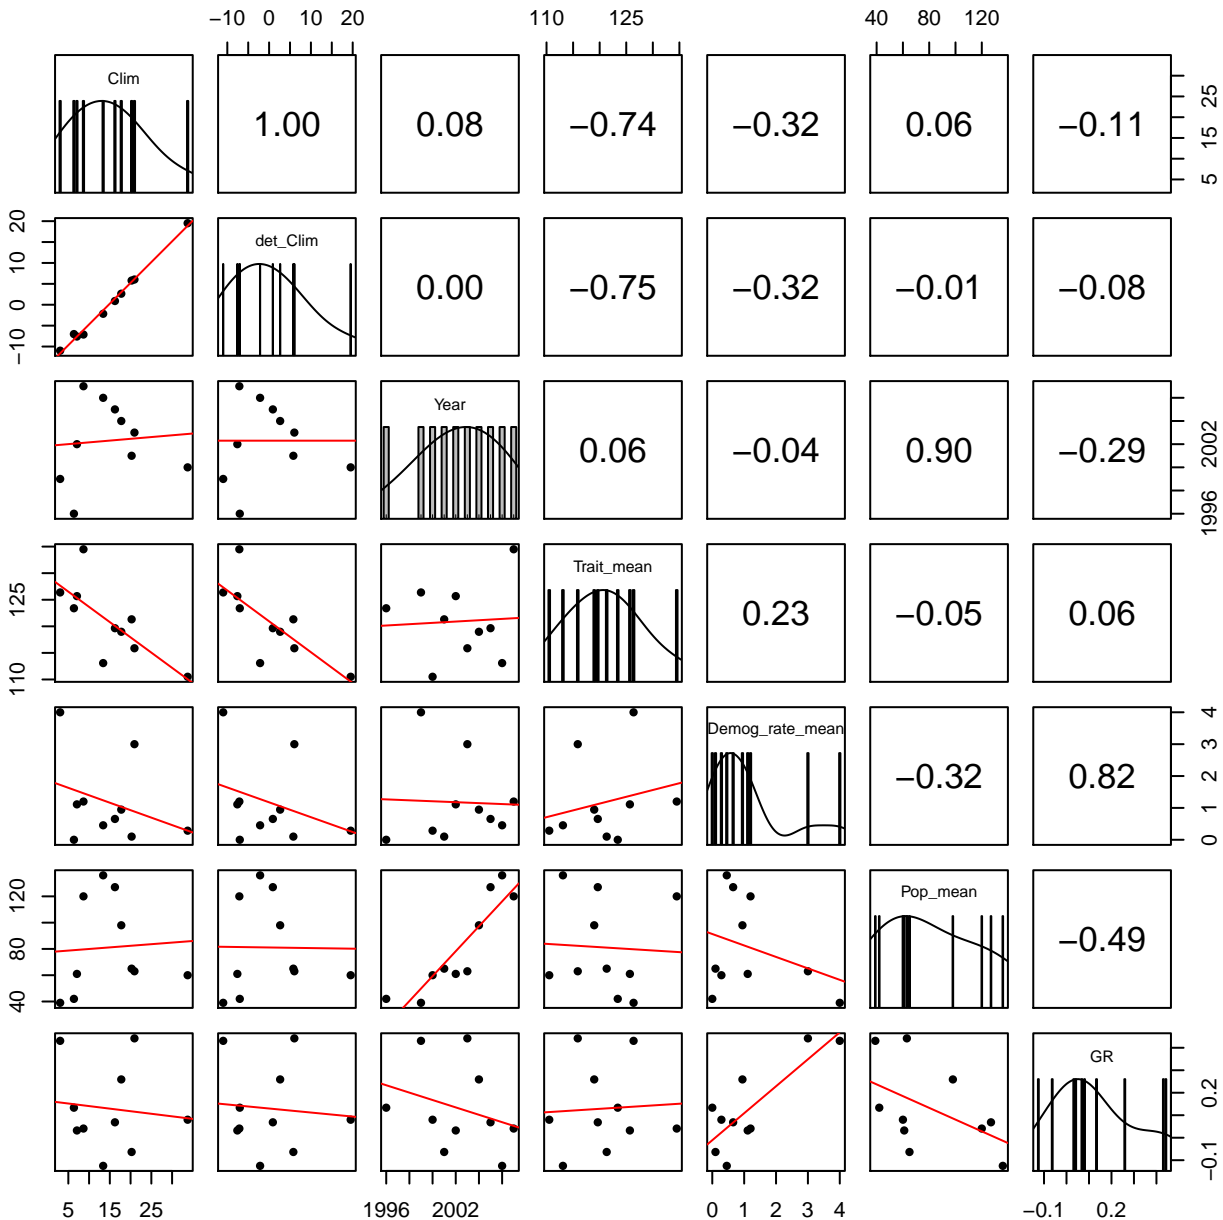 −10 0 10 20 110 125 40 80 120
Clim
1.00 0.08 −0.74 −0.32 0.06 −0.11
5 15 25
det_Clim
0.00 −0.75 −0.32 −0.01 −0.08
−10 0 10 20
Year
0.06 −0.04 0.90 −0.29
1996 2002
Trait_mean
0.23 −0.05 0.06
110 125
Demog_rate_mean
−0.32 0.82
0 1 2 3 4
Pop_mean
−0.49
40 80 120
GR
−0.1 0.2
5 15 25 1996 2002 0 1 2 3 4 −0.1 0.2